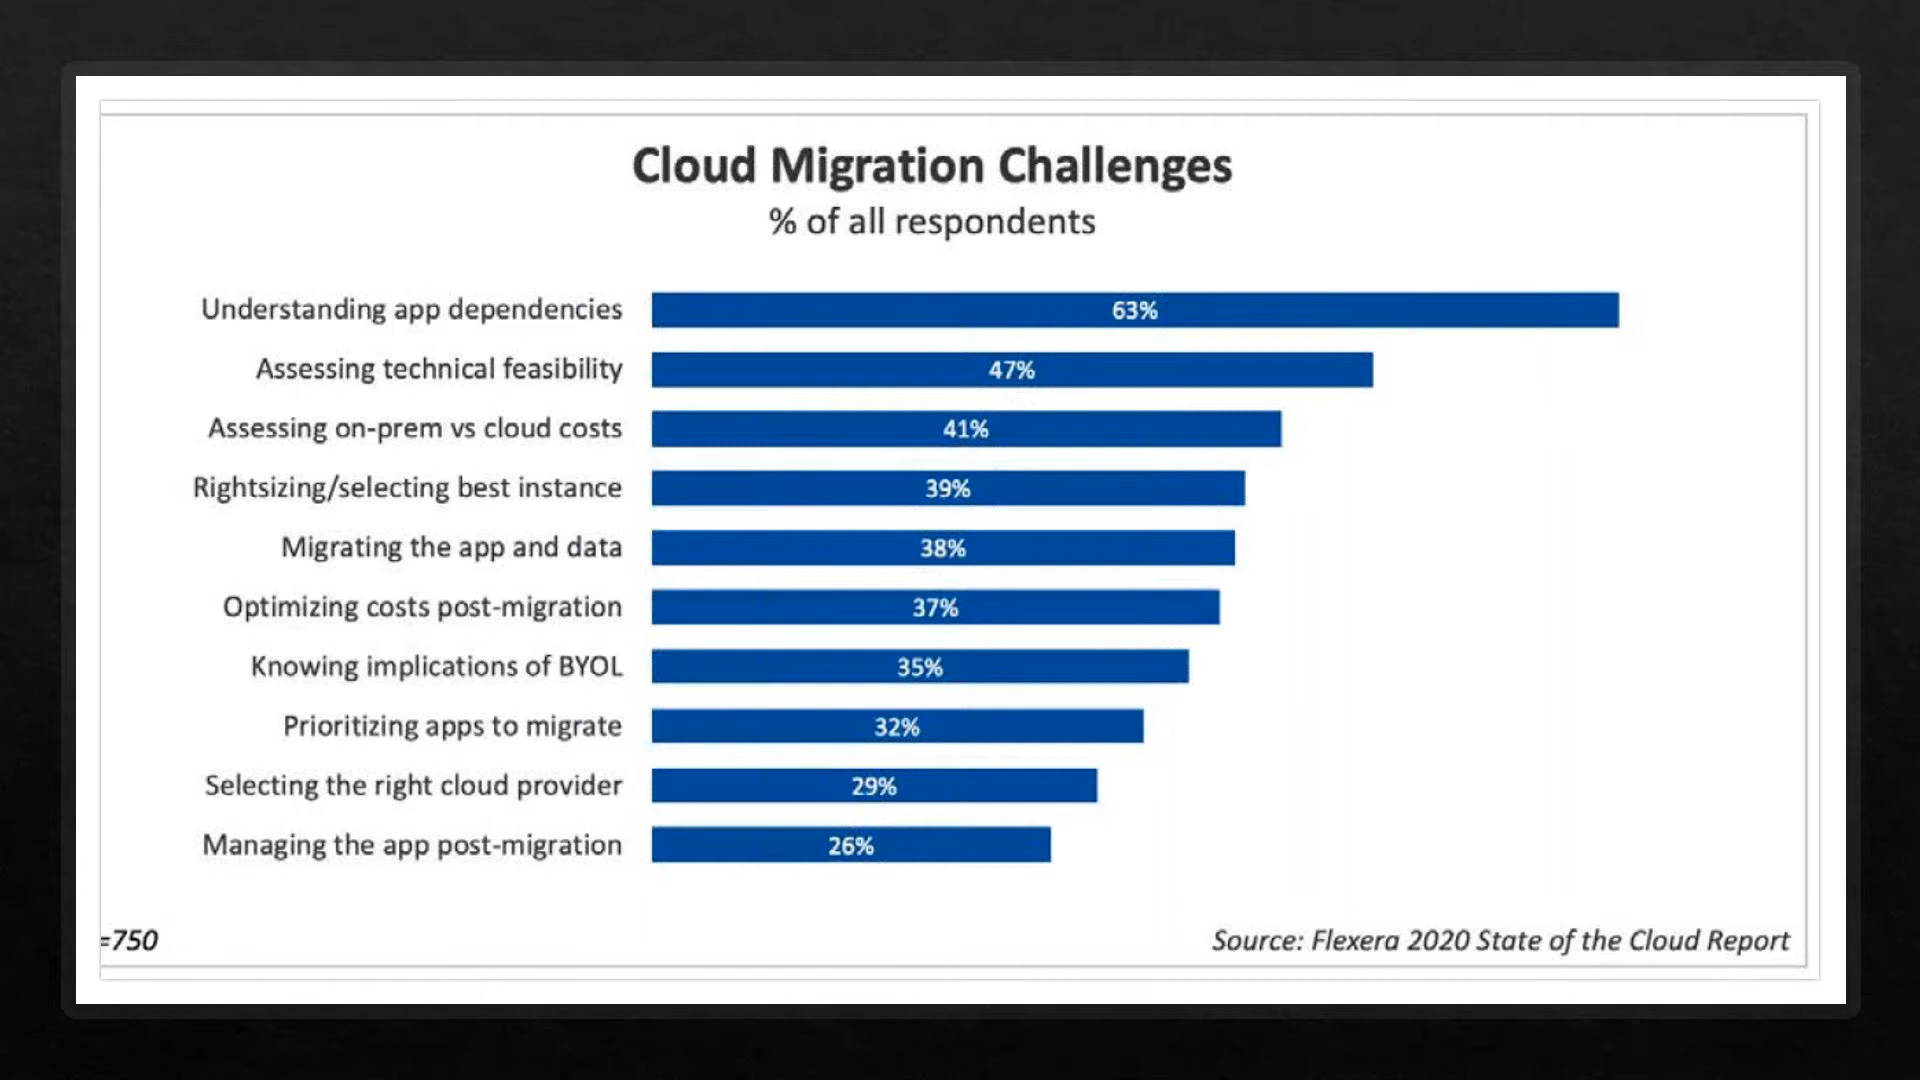 Cloud Migration Challenges
% of all respondents
Understanding app dependencies 63%
Assessing technical feasibility 47%
Assessing on-prem vs cloud costs 41%
Rightsizing/selecting best instance 39%
Migrating the app and data 38%
Optimizing costs post-migration 37%
Knowing implications of BYOL 35%
Prioritizing apps to migrate 32%
Selecting the right cloud provider 29%
Managing the app post-migration 26%
=750 Source: Flexera 2020 State of the Cloud Report